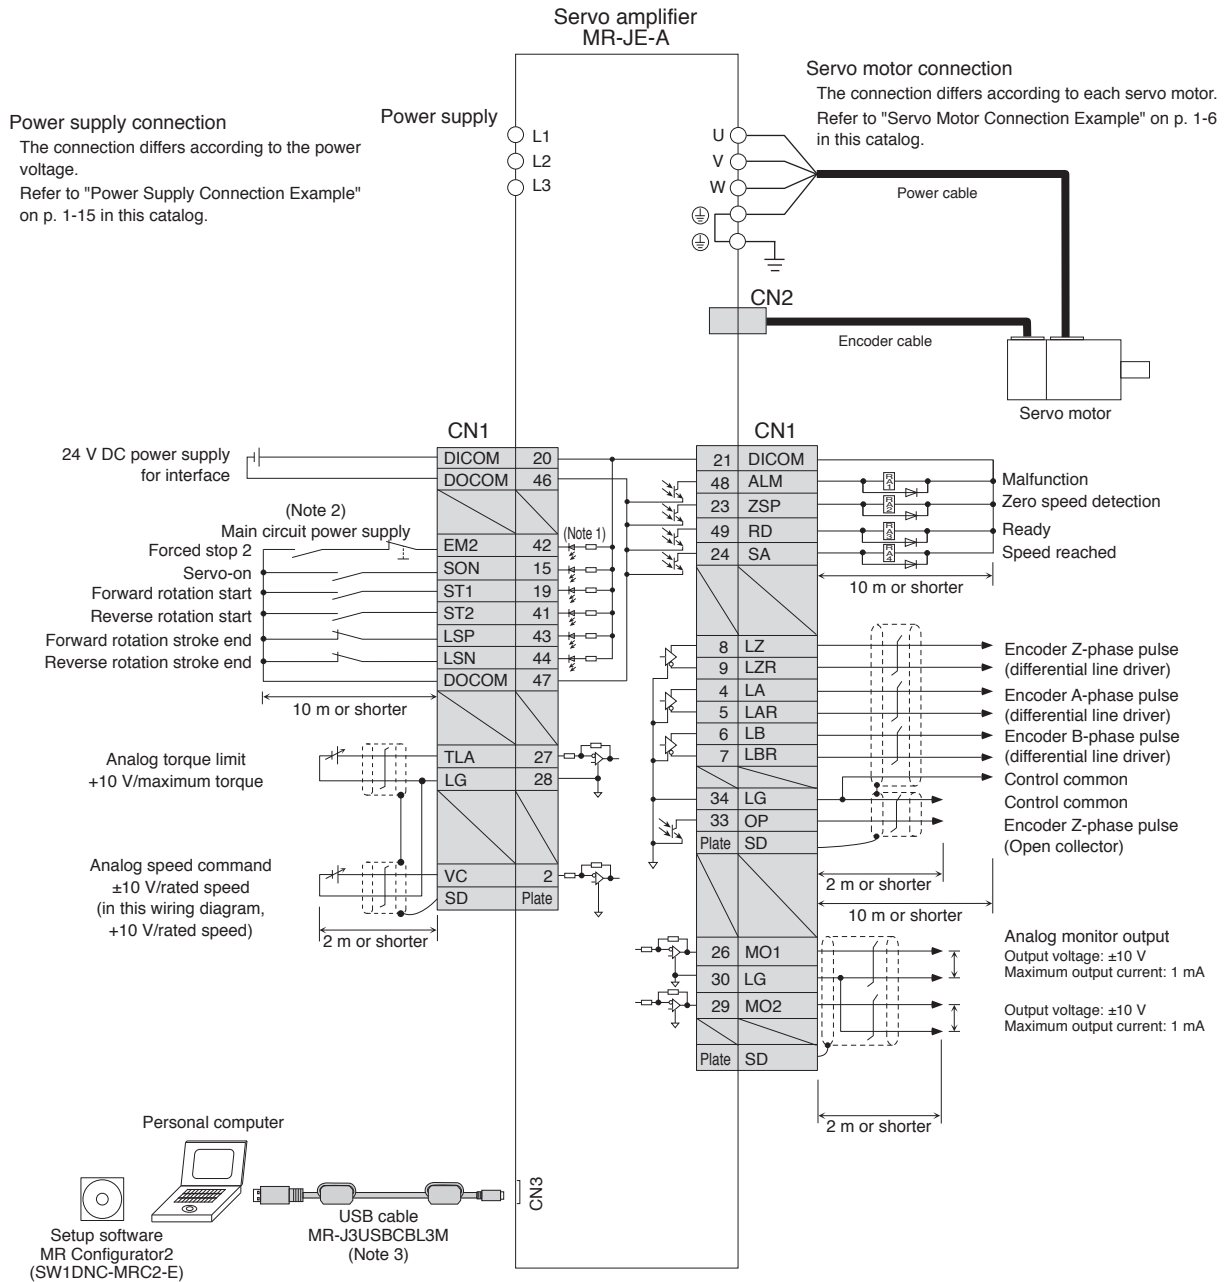 Servo amplifier
MR-JE-A
Power supply connection
The connection differs according to the power
voltage.
Refer to "Power Supply Connection Example"
on p. 1-15 in this catalog.
Power supply
L1
L2
L3
Servo motor connection
The connection differs according to each servo motor.
Refer to "Servo Motor Connection Example" on p. 1-6
in this catalog.
U
V
W
Power cable
CN2
Encoder cable
Servo motor
CN1
24 V DC power supply
for interface
DICOM 20
DOCOM 46
(Note 2)
Main circuit power supply
(Note 1)
Forced stop 2 EM2 42
Servo-on SON 15
Forward rotation start ST1 19
Reverse rotation start ST2 41
Forward rotation stroke end LSP 43
Reverse rotation stroke end LSN 44
DOCOM 47
10 m or shorter
Analog torque limit
+10 V/maximum torque
TLA 27
LG 28
Analog speed command
±10 V/rated speed
(in this wiring diagram,
+10 V/rated speed)
VC 2
SD Plate
2 m or shorter
CN1
21 DICOM
48 ALM RA1 Malfunction
23 ZSP RA2 Zero speed detection
49 RD RA3 Ready
24 SA RA4 Speed reached
10 m or shorter
8 LZ Encoder Z-phase pulse
9 LZR (differential line driver)
4 LA Encoder A-phase pulse
5 LAR (differential line driver)
6 LB Encoder B-phase pulse
7 LBR (differential line driver)
Control common
34 LG Control common
33 OP Encoder Z-phase pulse
Plate SD (Open collector)
2 m or shorter
10 m or shorter
Analog monitor output
26 MO1 Output voltage: ±10 V
30 LG Maximum output current: 1 mA
29 MO2 Output voltage: ±10 V
Maximum output current: 1 mA
Plate SD
2 m or shorter
Personal computer
CN3
USB cable
MR-J3USBCBL3M
(Note 3)
Setup software
MR Configurator2
(SW1DNC-MRC2-E)